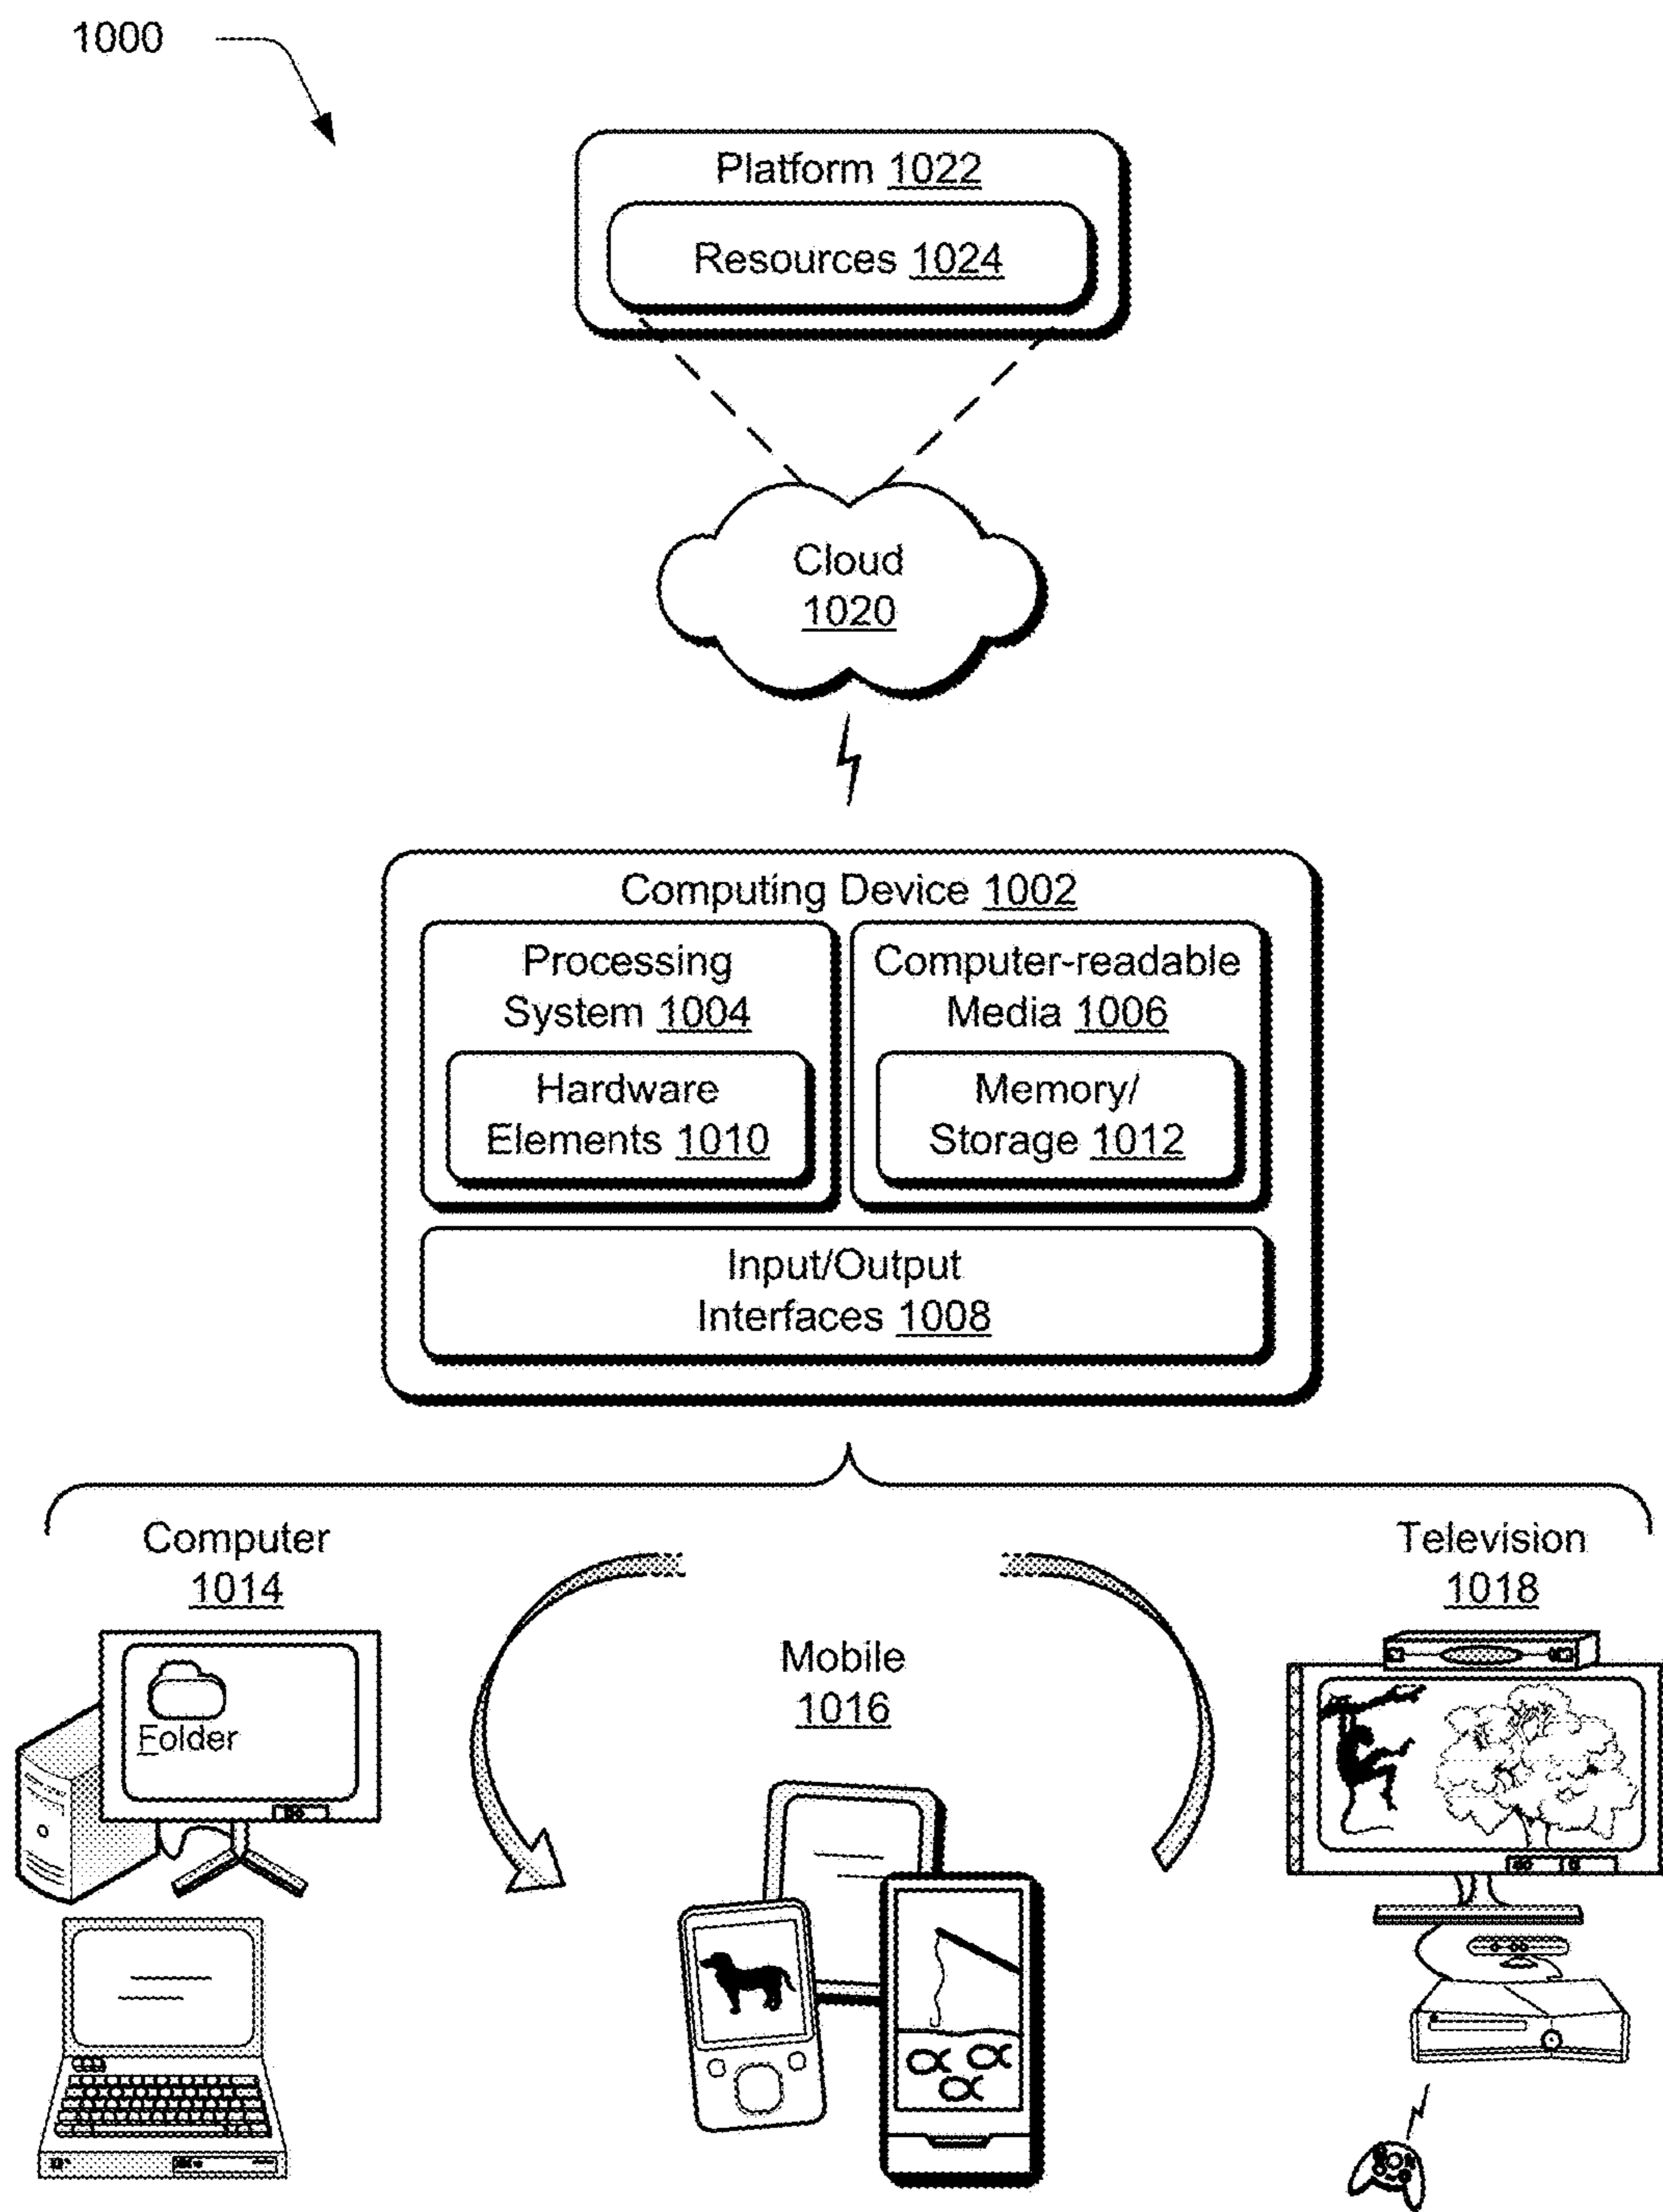 1000
Platform 1022
Resources 1024
Cloud
1020
Computing Device 1002
Processing
System 1004
Computer-readable
Media 1006
Hardware
Elements 1010
Memory/
Storage 1012
Input/Output
Interfaces 1008
Computer
1014
Mobile
1016
Television
1018
Folder